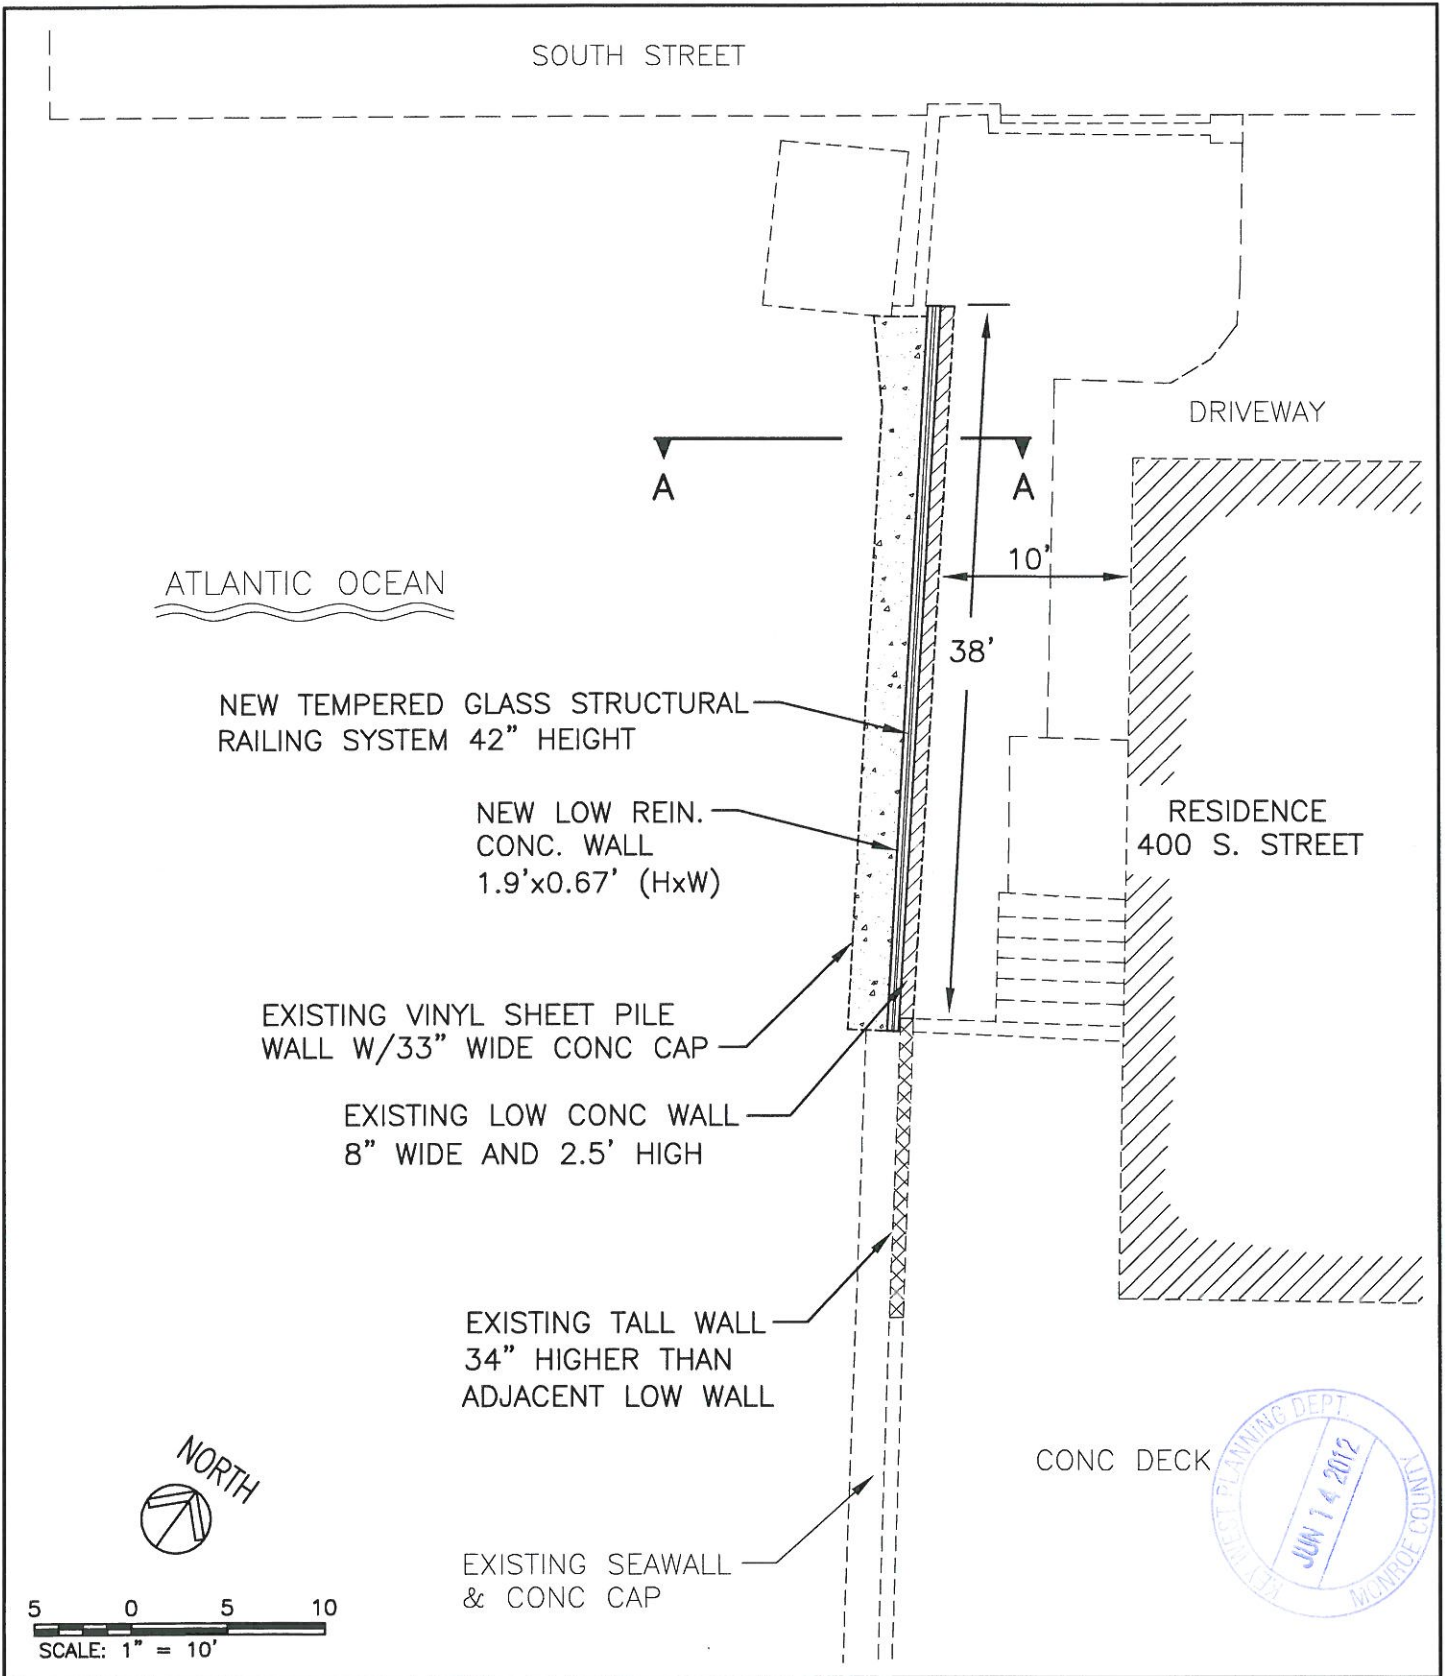 SOUTH STREET
DRIVEWAY
A
A
10'
ATLANTIC OCEAN
38'
NEW TEMPERED GLASS STRUCTURAL
RAILING SYSTEM 42" HEIGHT
NEW LOW REIN.
CONC. WALL
1.9'x0.67' (HxW)
RESIDENCE
400 S. STREET
EXISTING VINYL SHEET PILE
WALL W/33" WIDE CONC CAP
EXISTING LOW CONC WALL
8" WIDE AND 2.5' HIGH
EXISTING TALL WALL
34" HIGHER THAN
ADJACENT LOW WALL
CONC DECK
KEY WEST PLANNING DEPT.
JUN 14 2012
MONROE COUNTY
NORTH
EXISTING SEAWALL
& CONC CAP
5 0 5 10
SCALE: 1" = 10'